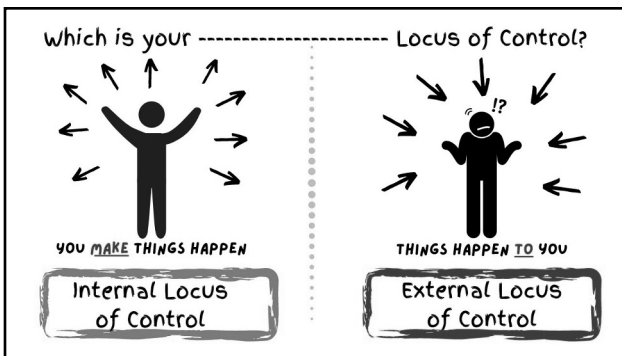 Which is your -------------------- Locus of Control?
!?
YOU MAKE THINGS HAPPEN
THINGS HAPPEN TO YOU
Internal Locus
of Control
External Locus
of Control